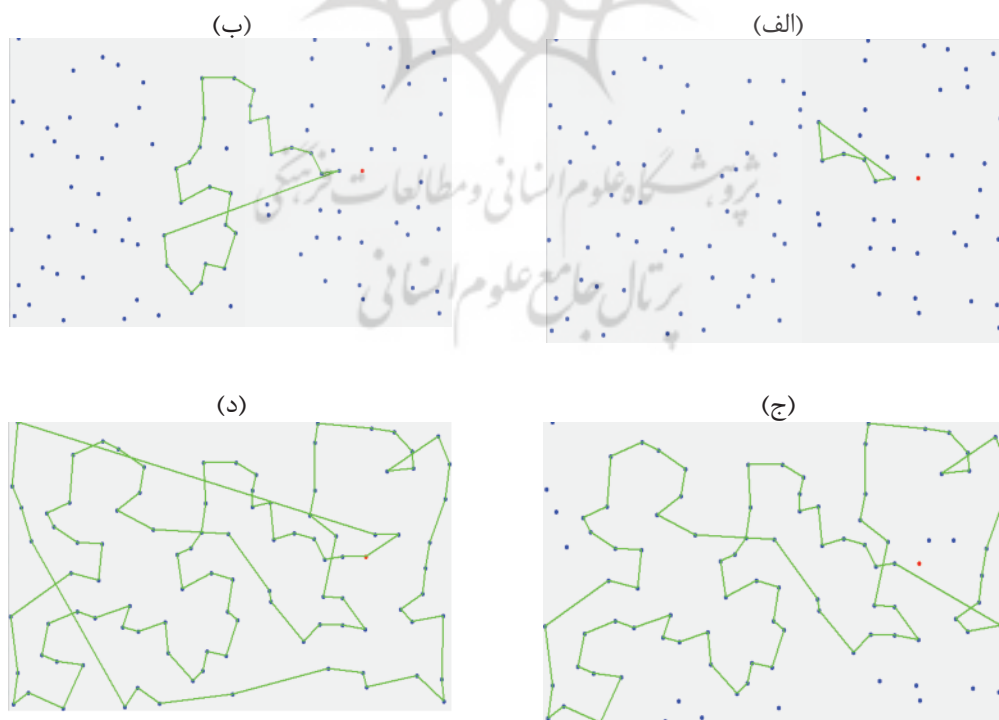 (الف)
(ب)
پژوهشگاه علوم انسانی و مطالعات فرهنگی
پرتال جامع علوم انسانی
(ج)
(د)